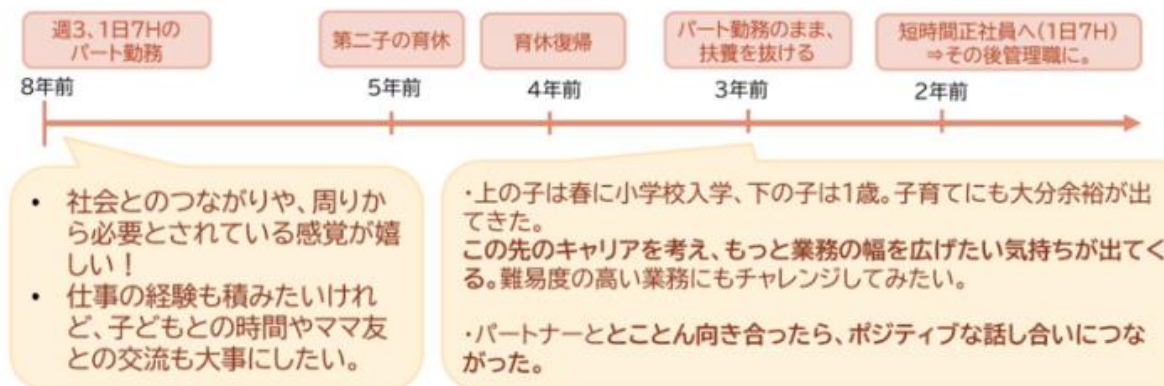 週3、1日7Hの
パート勤務
第二子の育休
育休復帰
パート勤務のまま、
扶養を抜ける
短時間正社員へ(1日7H)
⇒その後管理職に。
8年前
5年前
4年前
3年前
2年前
• 社会とのつながりや、周りか
ら必要とされている感覚が嬉
しい！
• 仕事の経験も積みたいけれ
ど、子どもとの時間やママ友
との交流も大事にしたい。
・上の子は春に小学校入学、下の子は1歳。子育てにも大分余裕が出
てきた。
この先のキャリアを考え、もっと業務の幅を広げたい気持ちが出てく
る。難易度の高い業務にもチャレンジしてみたい。
・パートナーととことん向き合ったら、ポジティブな話し合いにつな
がった。